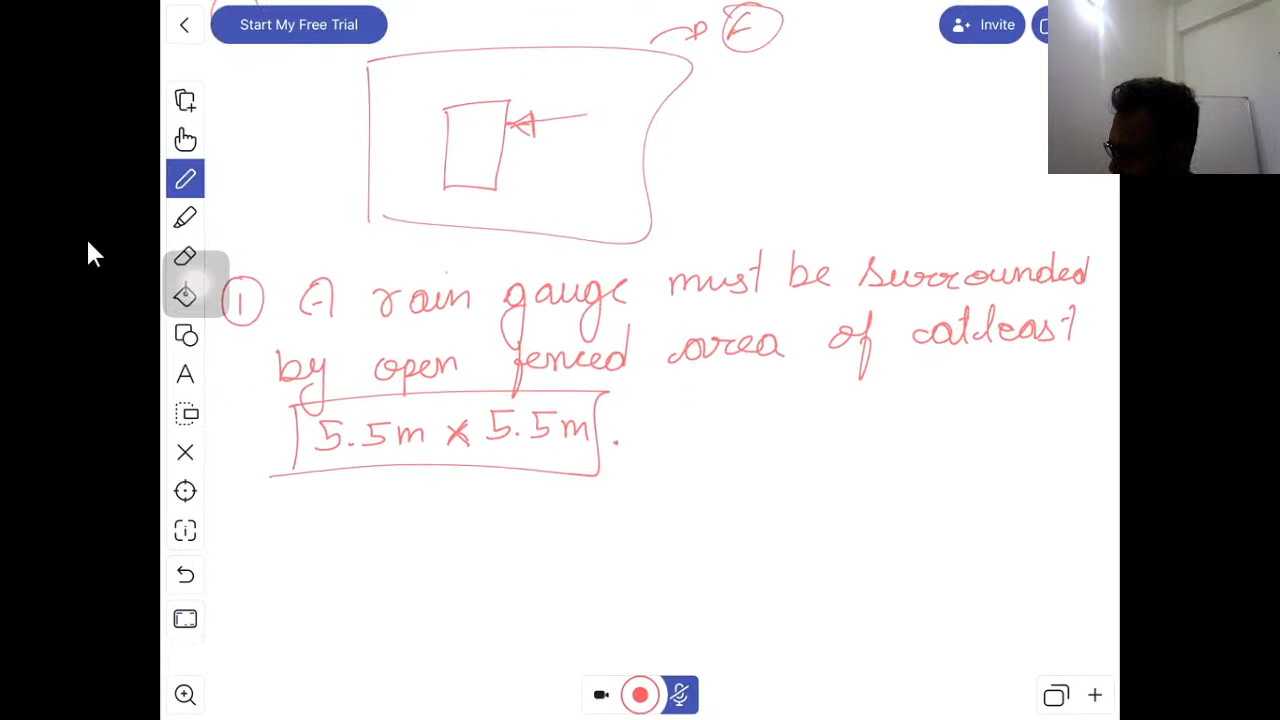 Start My Free Trial
Invite
E
① A rain gauge must be surrounded
by open fenced area of catleast
5.5m × 5.5m.